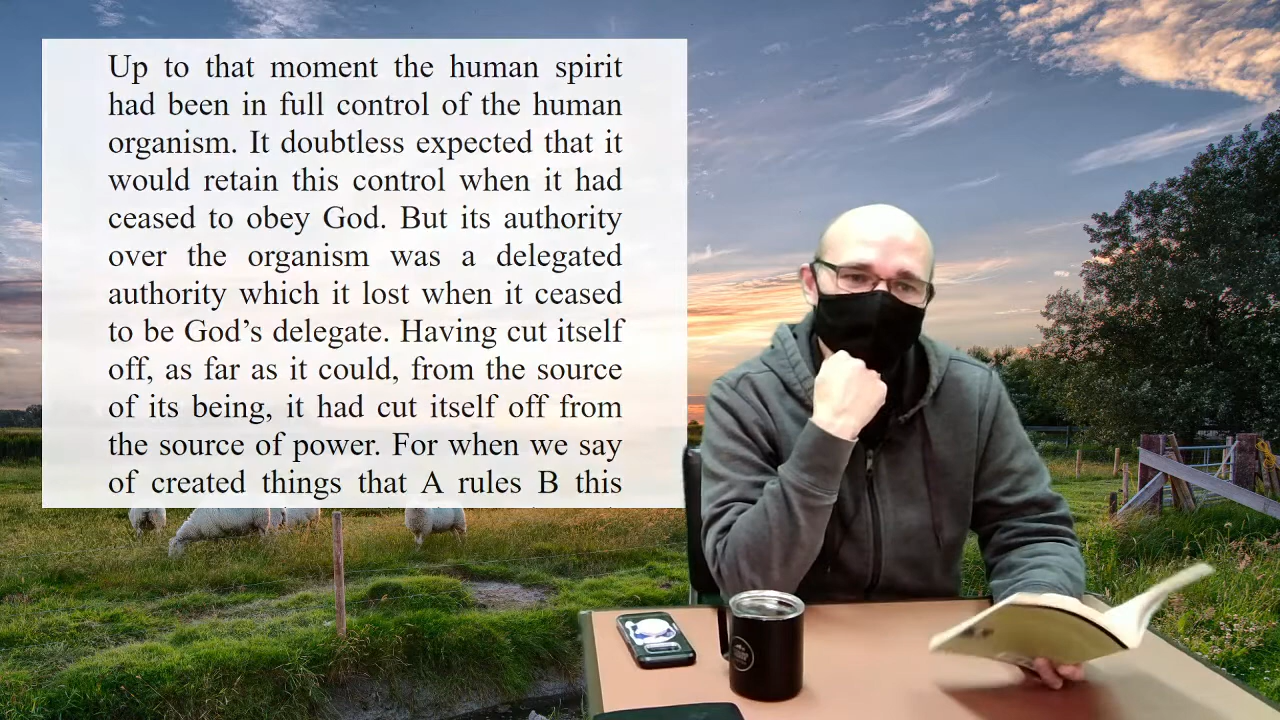 Up to that moment the human spirit
had been in full control of the human
organism. It doubtless expected that it
would retain this control when it had
ceased to obey God. But its authority
over the organism was a delegated
authority which it lost when it ceased
to be God’s delegate. Having cut itself
off, as far as it could, from the source
of its being, it had cut itself off from
the source of power. For when we say
of created things that A rules B this